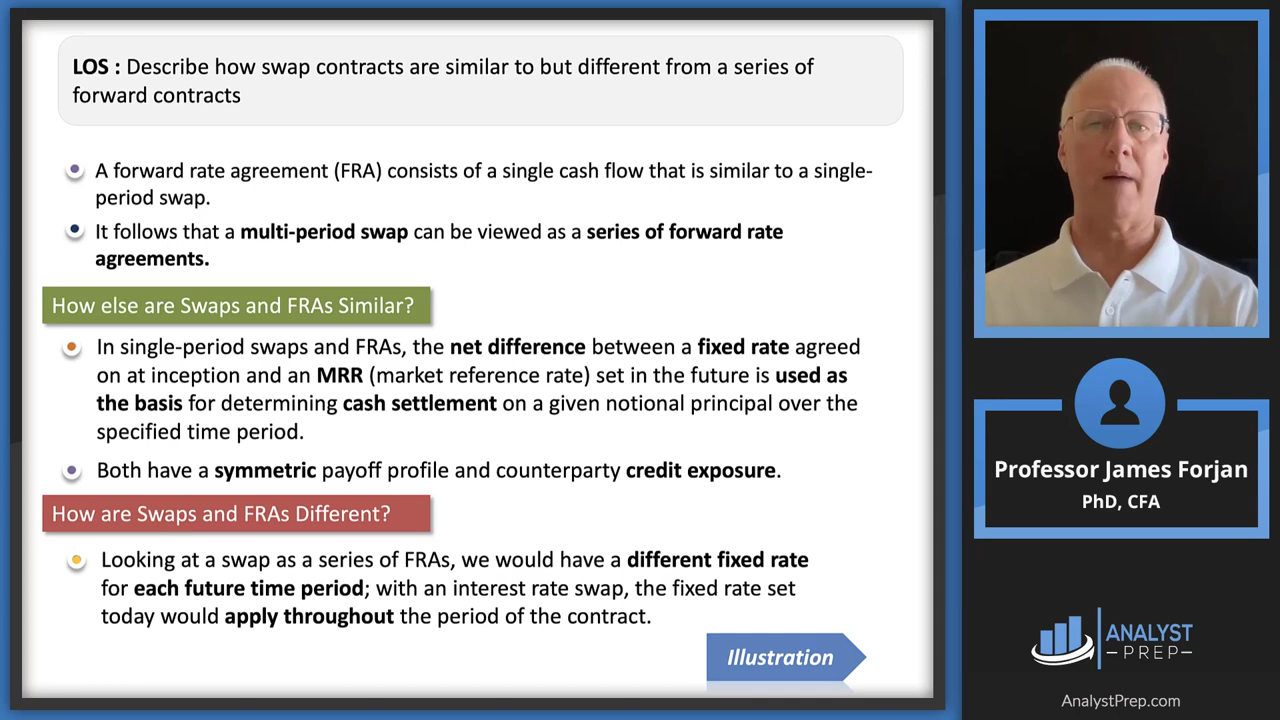 LOS : Describe how swap contracts are similar to but different from a series of
forward contracts
A forward rate agreement (FRA) consists of a single cash flow that is similar to a single-
period swap.
It follows that a multi-period swap can be viewed as a series of forward rate
agreements.
How else are Swaps and FRAs Similar?
In single-period swaps and FRAs, the net difference between a fixed rate agreed
on at inception and an MRR (market reference rate) set in the future is used as
the basis for determining cash settlement on a given notional principal over the
specified time period.
Both have a symmetric payoff profile and counterparty credit exposure.
How are Swaps and FRAs Different?
Looking at a swap as a series of FRAs, we would have a different fixed rate
for each future time period; with an interest rate swap, the fixed rate set
today would apply throughout the period of the contract.
Illustration
Professor James Forjan
PhD, CFA
ANALYST
PREP
AnalystPrep.com